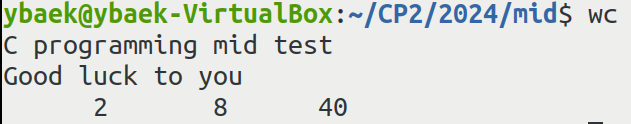 ybaek@ybaek-VirtualBox:~/CP2/2024/mid$ wc
C programming mid test
Good luck to you
2 8 40